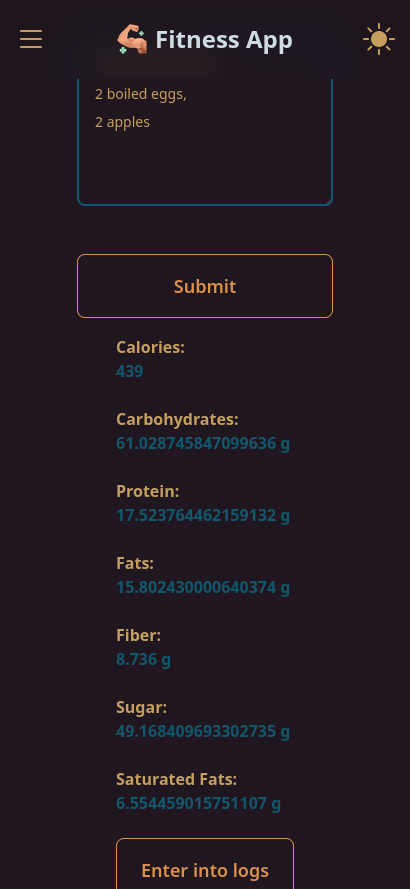 Fitness App
2 boiled eggs,
2 apples
Submit
Calories:
439
Carbohydrates:
61.028745847099636 g
Protein:
17.523764462159132 g
Fats:
15.802430000640374 g
Fiber:
8.736 g
Sugar:
49.168409693302735 g
Saturated Fats:
6.554459015751107 g
Enter into logs